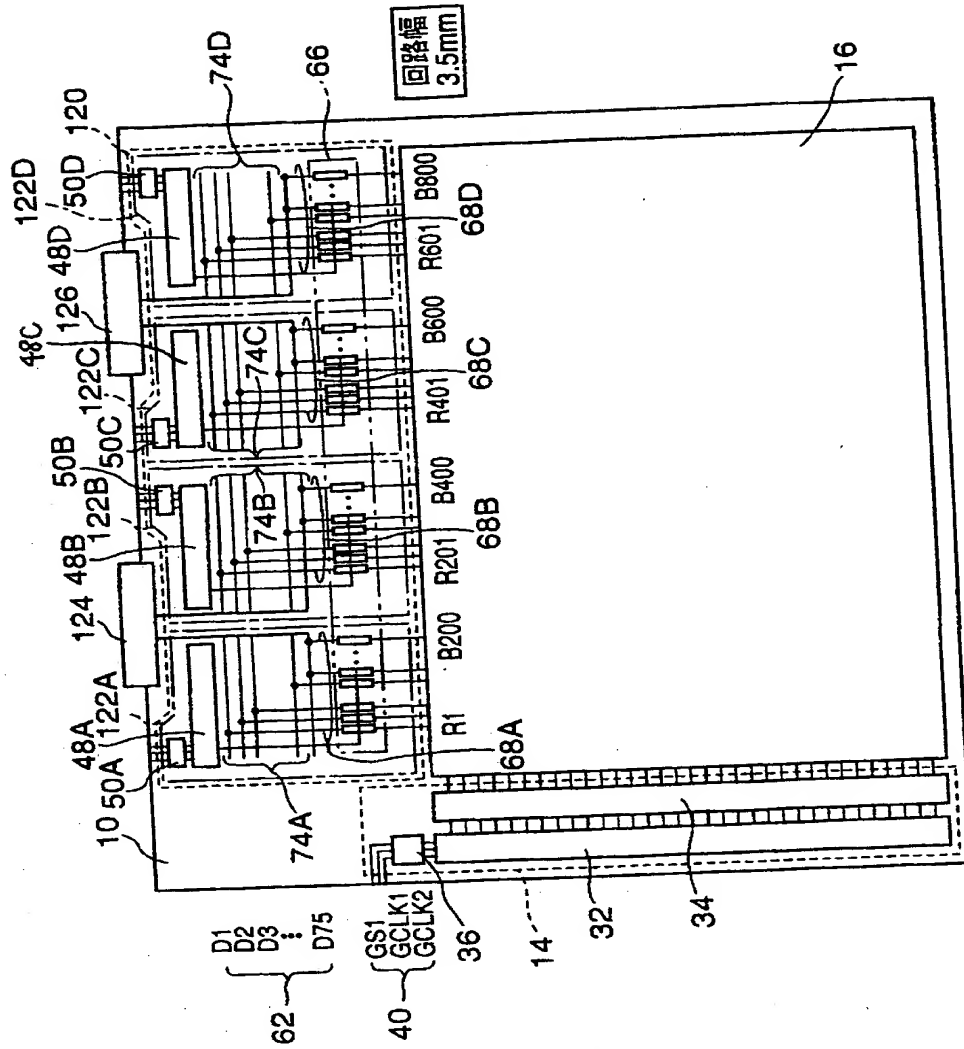 120
122D
50D
48D
126
48C
122C
50C
50B
122B
48B
124
122A
48A
50A
10
74D
66
回路幅
3.5mm
74C
74B
74A
68D
68C
68B
68A
R1
B200
R201
B400
R401
B600
R601
B800
16
D1
D2
D3
⋮
D75
62
GS1
GCLK1
GCLK2
40
36
14
32
34